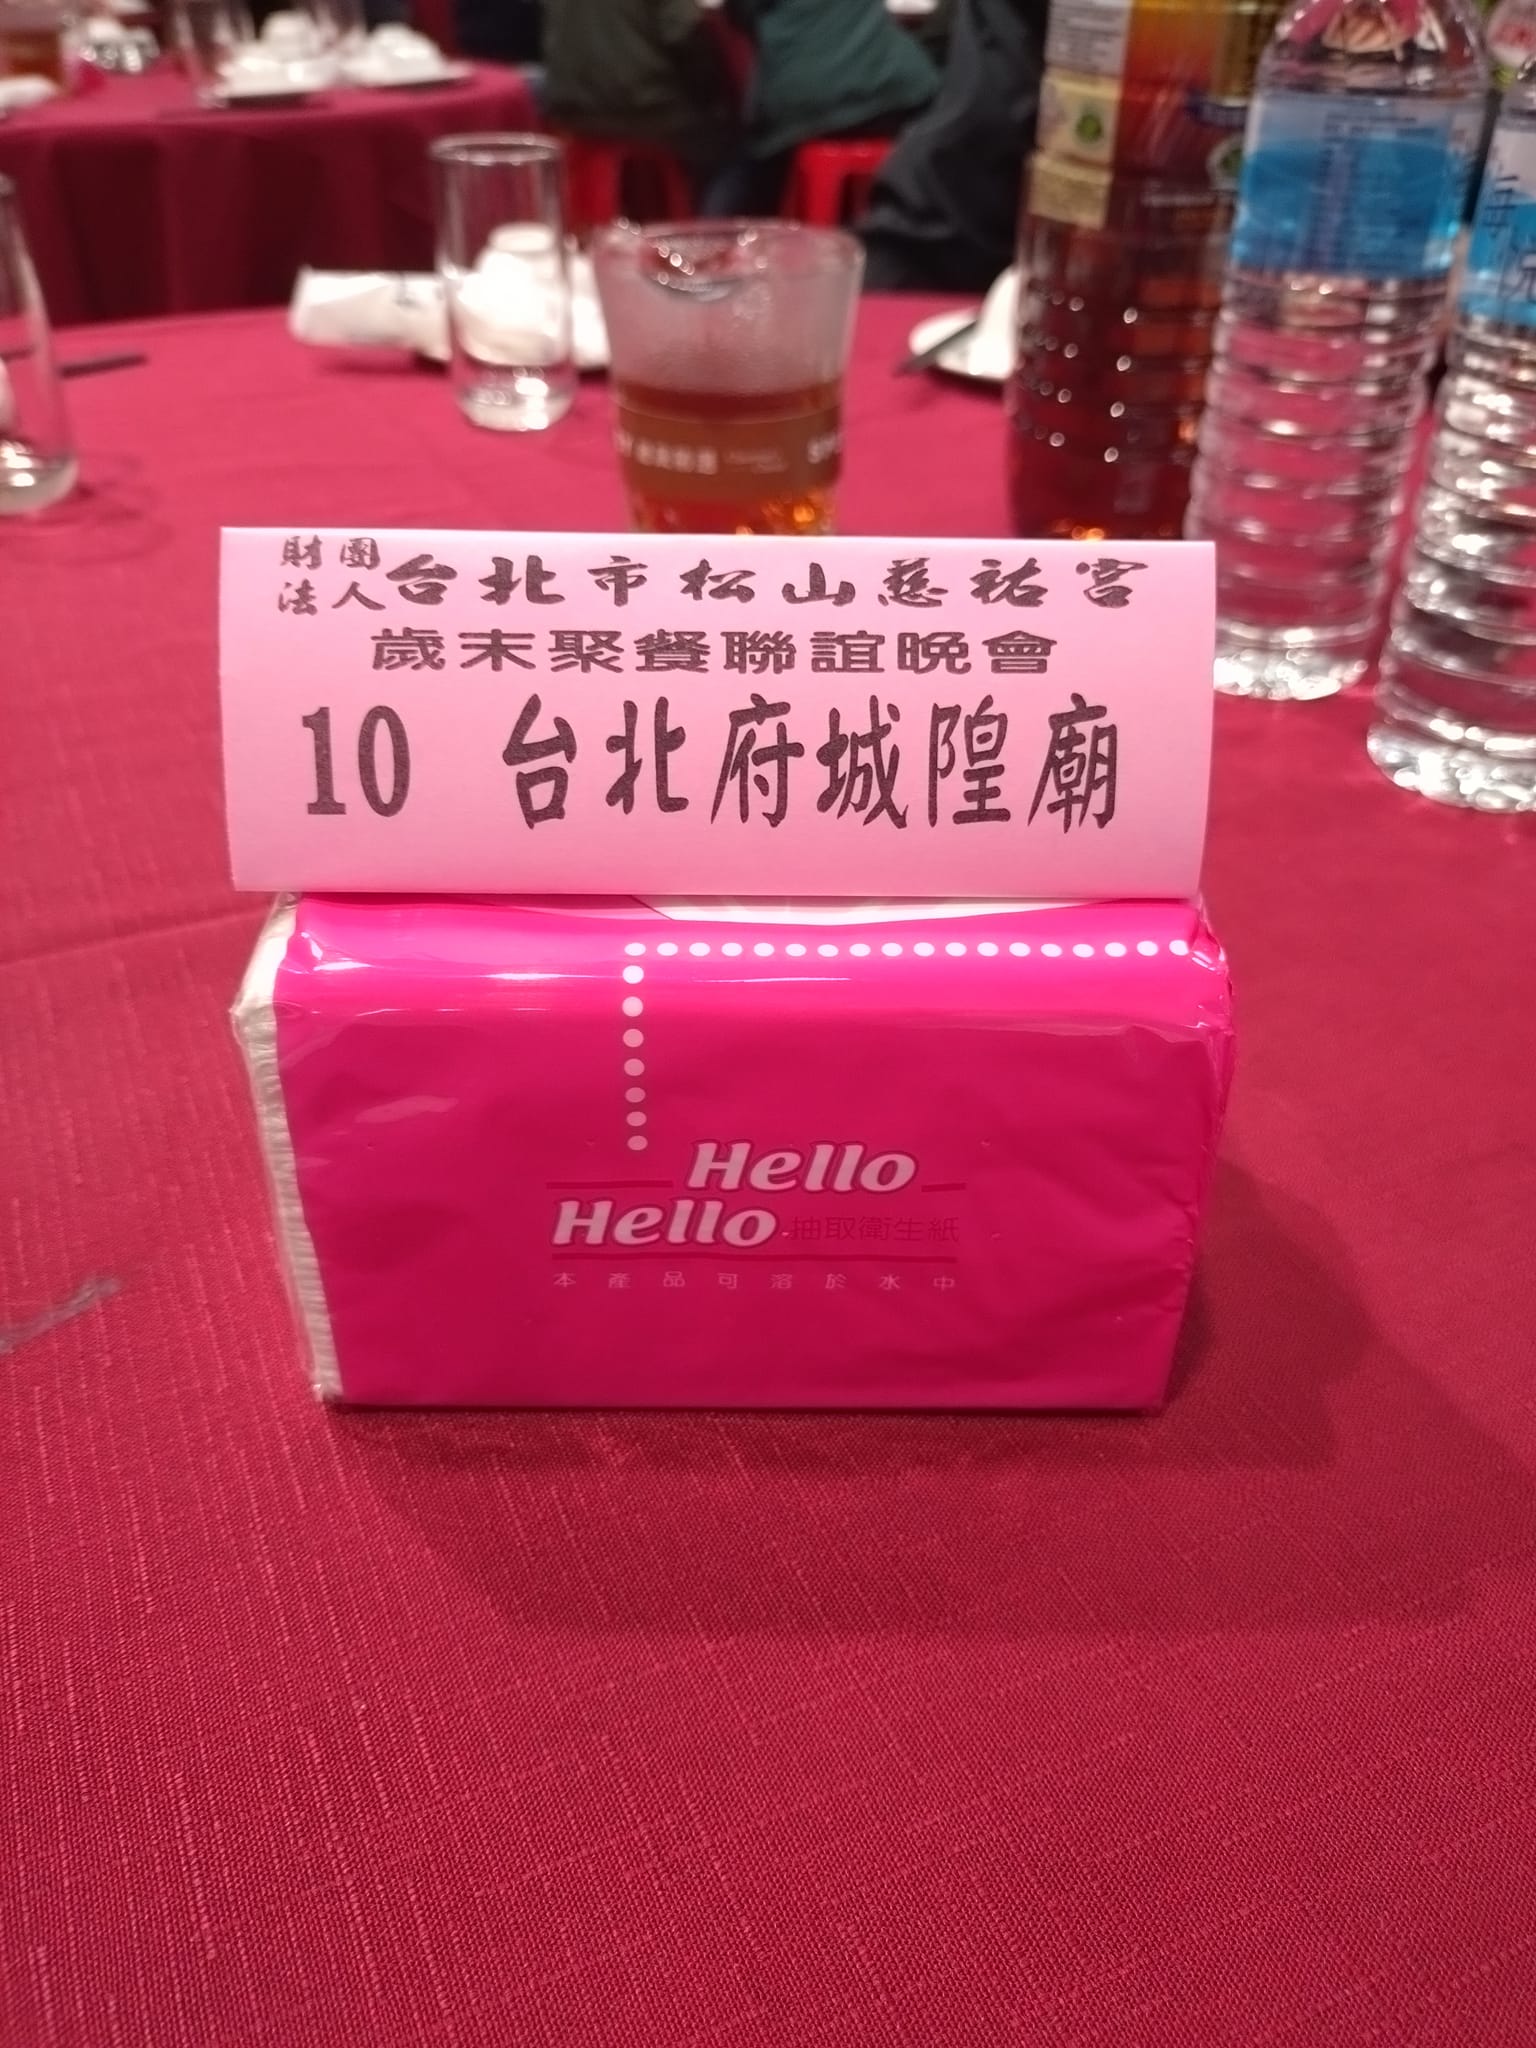 財團法人台北市松山慈祐宮
歲末聚餐聯誼晚會
10 台北府城隍廟
Hello
Hello 抽取衛生紙
本產品可溶於水中